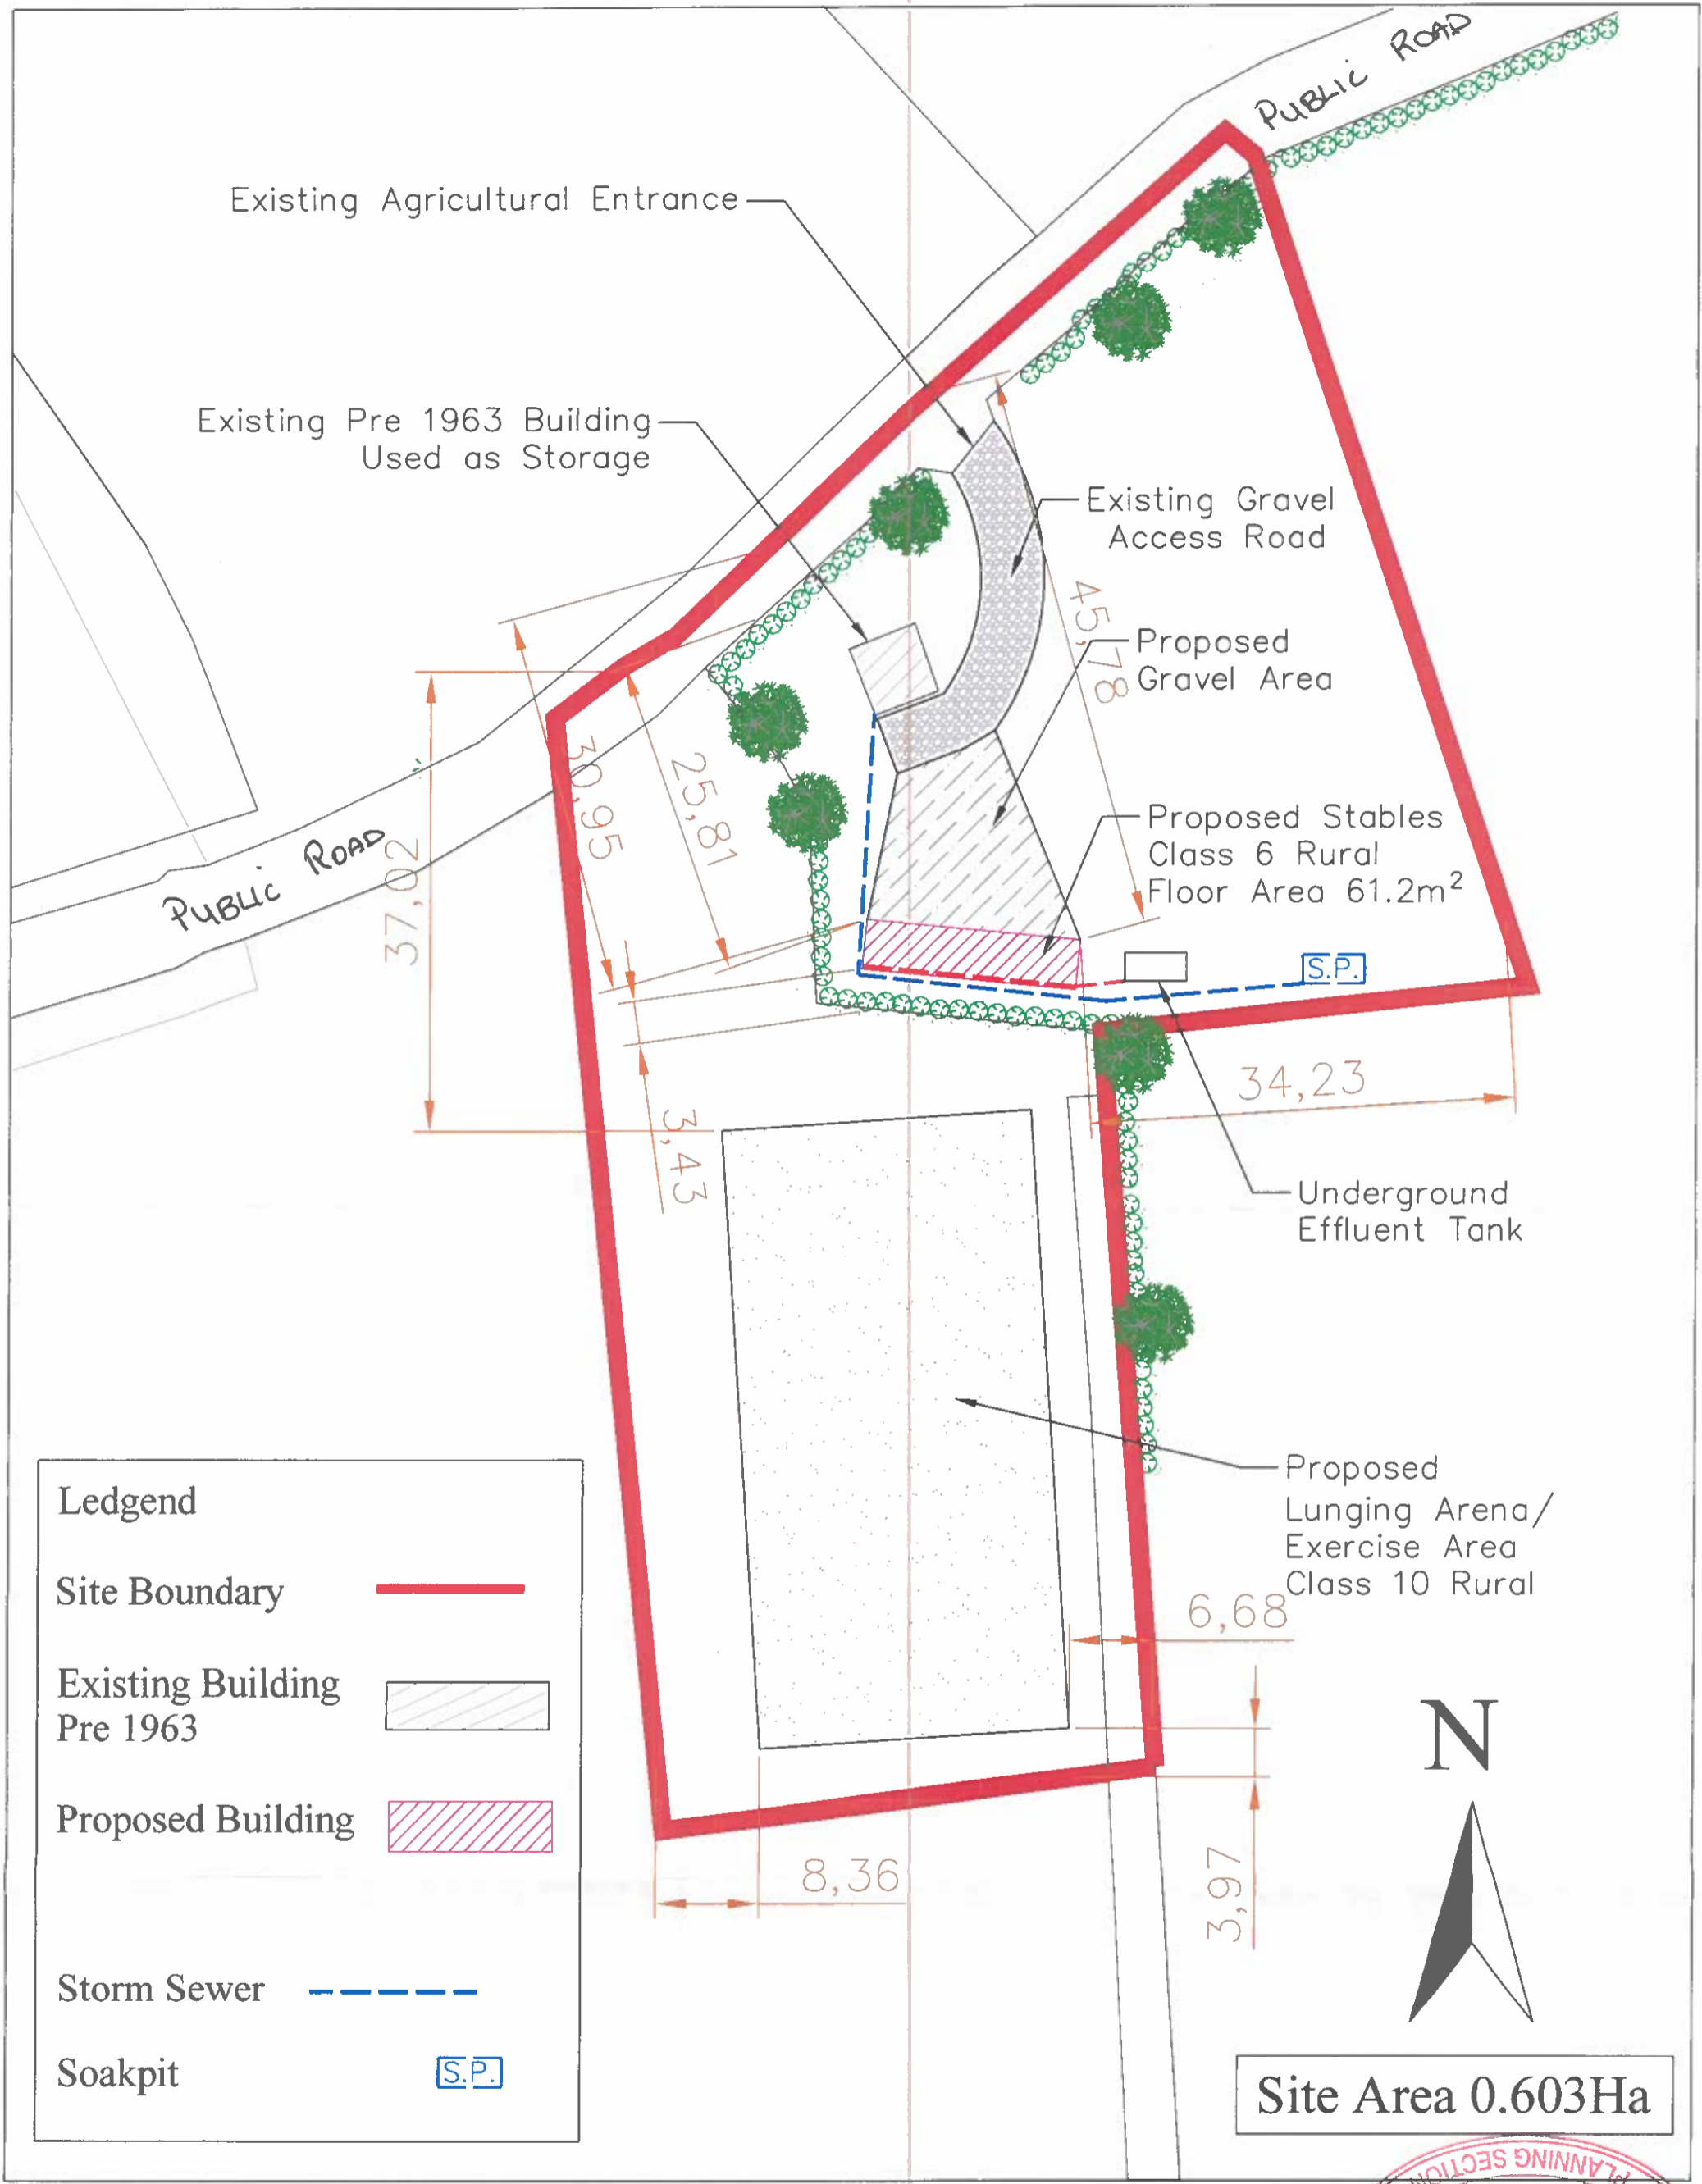 PUBLIC ROAD
Existing Agricultural Entrance
Existing Pre 1963 Building
Used as Storage
Existing Gravel
Access Road
45,78
Proposed
Gravel Area
30,95
25,81
37,02
Proposed Stables
Class 6 Rural
Floor Area 61.2m²
PUBLIC ROAD
S.P.
34,23
3,43
Underground
Effluent Tank
Proposed
Lunging Arena/
Exercise Area
Class 10 Rural
6,68
8,36
3,97
Ledgend
Site Boundary
Existing Building
Pre 1963
Proposed Building
Storm Sewer
Soakpit
S.P.
N
Site Area 0.603Ha
PLANNING SECTION